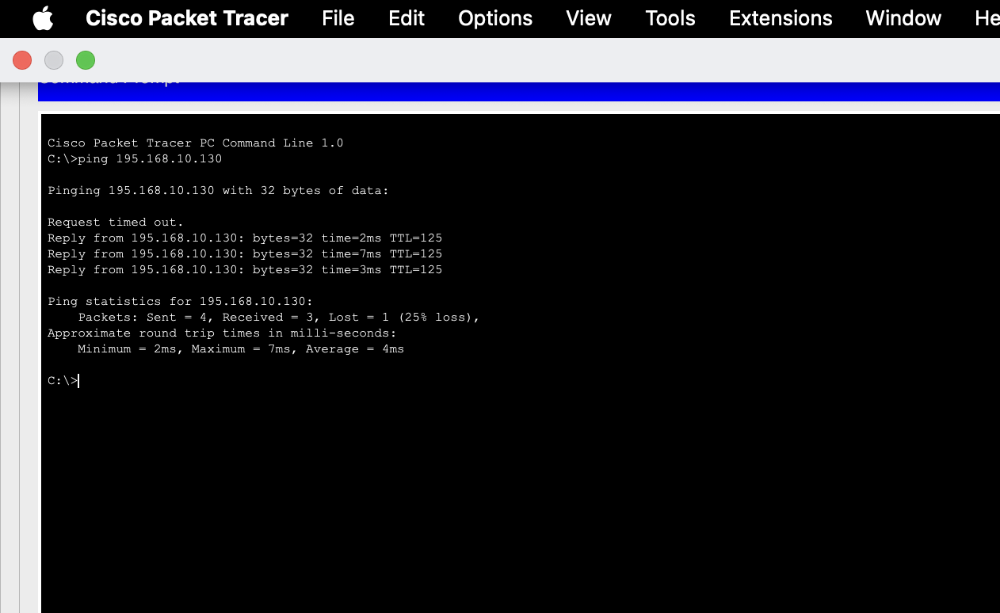 Cisco Packet Tracer File Edit Options View Tools Extensions Window He
Command Prompt
Cisco Packet Tracer PC Command Line 1.0
C:\>ping 195.168.10.130
Pinging 195.168.10.130 with 32 bytes of data:
Request timed out.
Reply from 195.168.10.130: bytes=32 time=2ms TTL=125
Reply from 195.168.10.130: bytes=32 time=7ms TTL=125
Reply from 195.168.10.130: bytes=32 time=3ms TTL=125
Ping statistics for 195.168.10.130:
    Packets: Sent = 4, Received = 3, Lost = 1 (25% loss),
Approximate round trip times in milli-seconds:
    Minimum = 2ms, Maximum = 7ms, Average = 4ms
C:\>